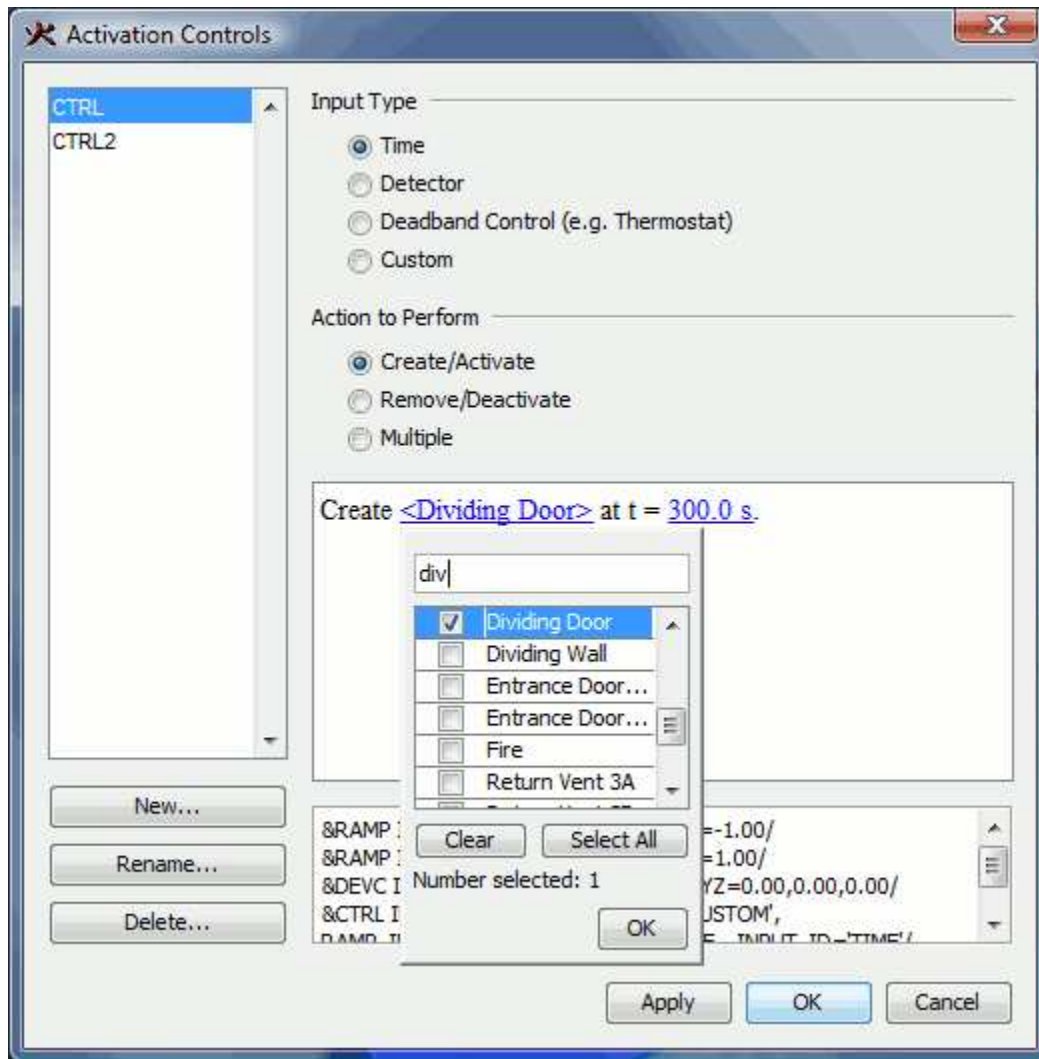 Activation Controls
CTRL
CTRL2
Input Type
Time
Detector
Deadband Control (e.g. Thermostat)
Custom
Action to Perform
Create/Activate
Remove/Deactivate
Multiple
Create <Dividing Door> at t = 300.0 s.
div
Dividing Door
Dividing Wall
Entrance Door...
Entrance Door...
Fire
Return Vent 3A
Clear
Select All
Number selected: 1
OK
New...
Rename...
Delete...
&RAMP I =-1.00/
&RAMP I =1.00/
&DEVC I YZ=0.00,0.00,0.00/
&CTRL I USTOM',
RAMP INPUT_ID='TIME'/
Apply
OK
Cancel